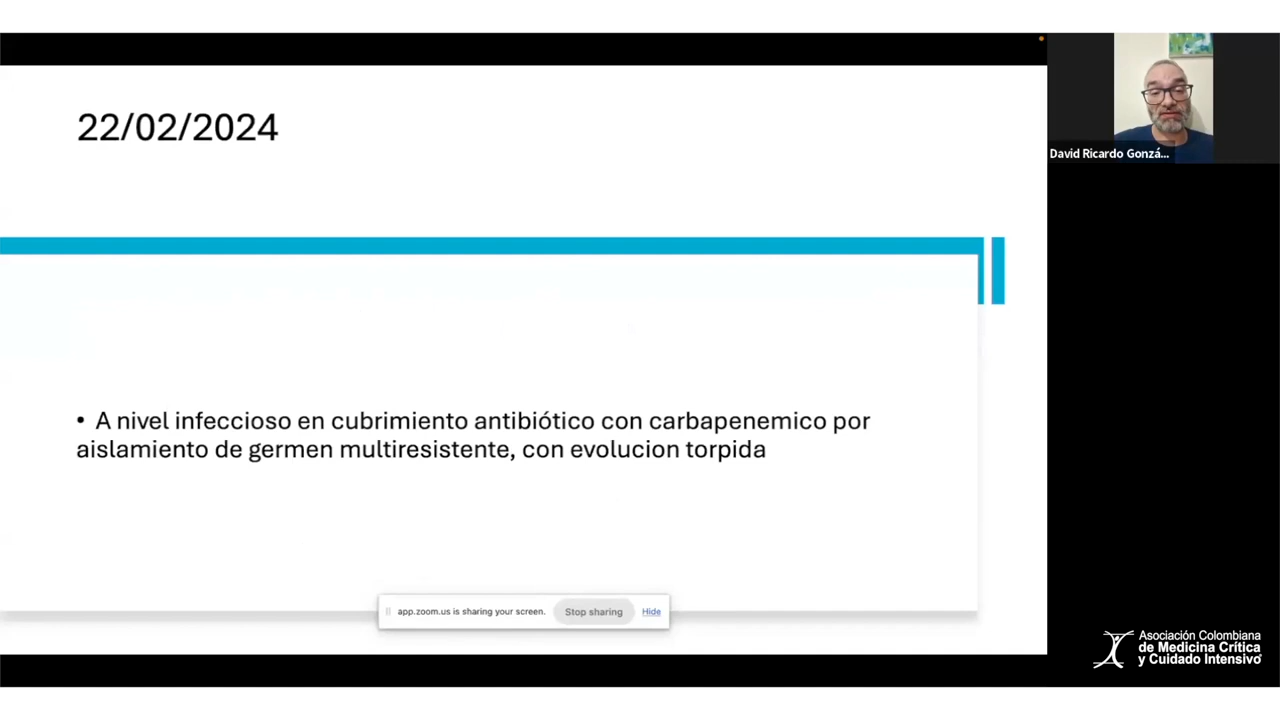 22/02/2024
David Ricardo Gonzá...
• A nivel infeccioso en cubrimiento antibiótico con carbapenemico por
aislamiento de germen multiresistente, con evolucion torpida
app.zoom.us is sharing your screen. Stop sharing Hide
Asociación Colombiana
de Medicina Crítica
y Cuidado Intensivo